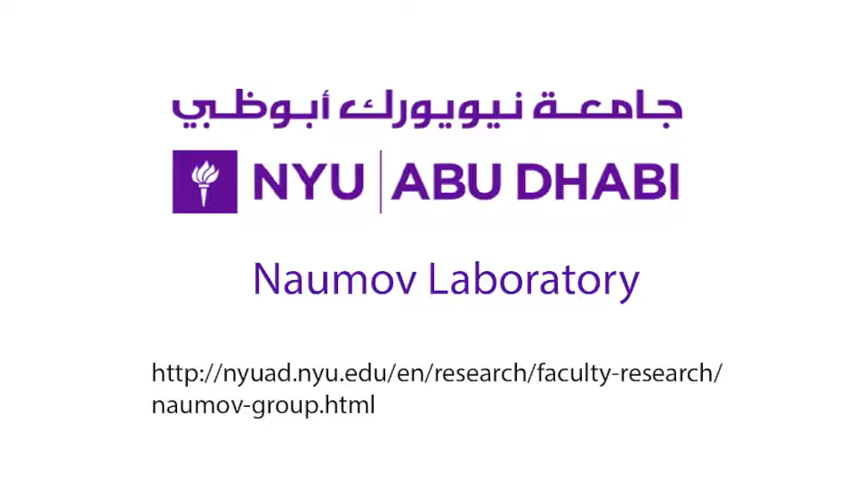 جامعة نيويورك أبوظبي
NYU ABU DHABI
Naumov Laboratory
http://nyuad.nyu.edu/en/research/faculty-research/
naumov-group.html